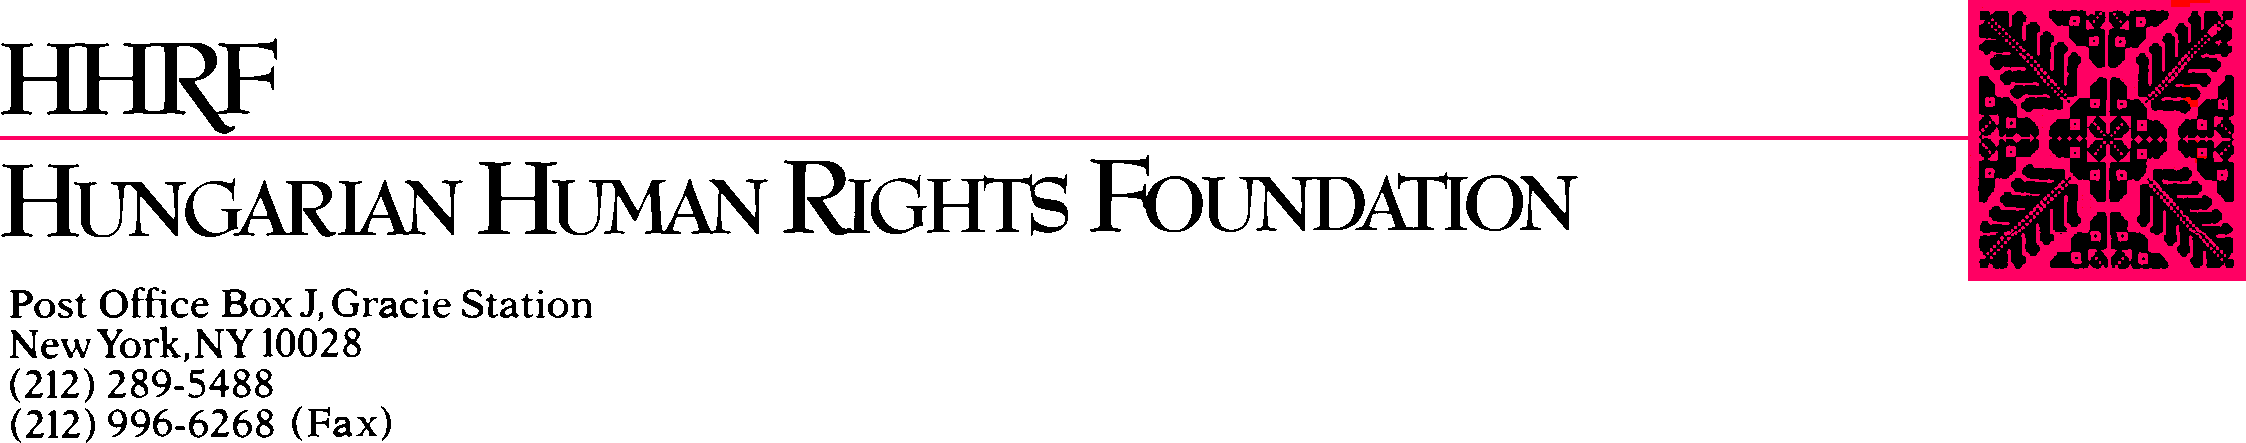 HHRF
HUNGARIAN HUMAN RIGHTS FOUNDATION
Post Office Box J, Gracie Station
New York, NY 10028
(212) 289-5488
(212) 996-6268 (Fax)